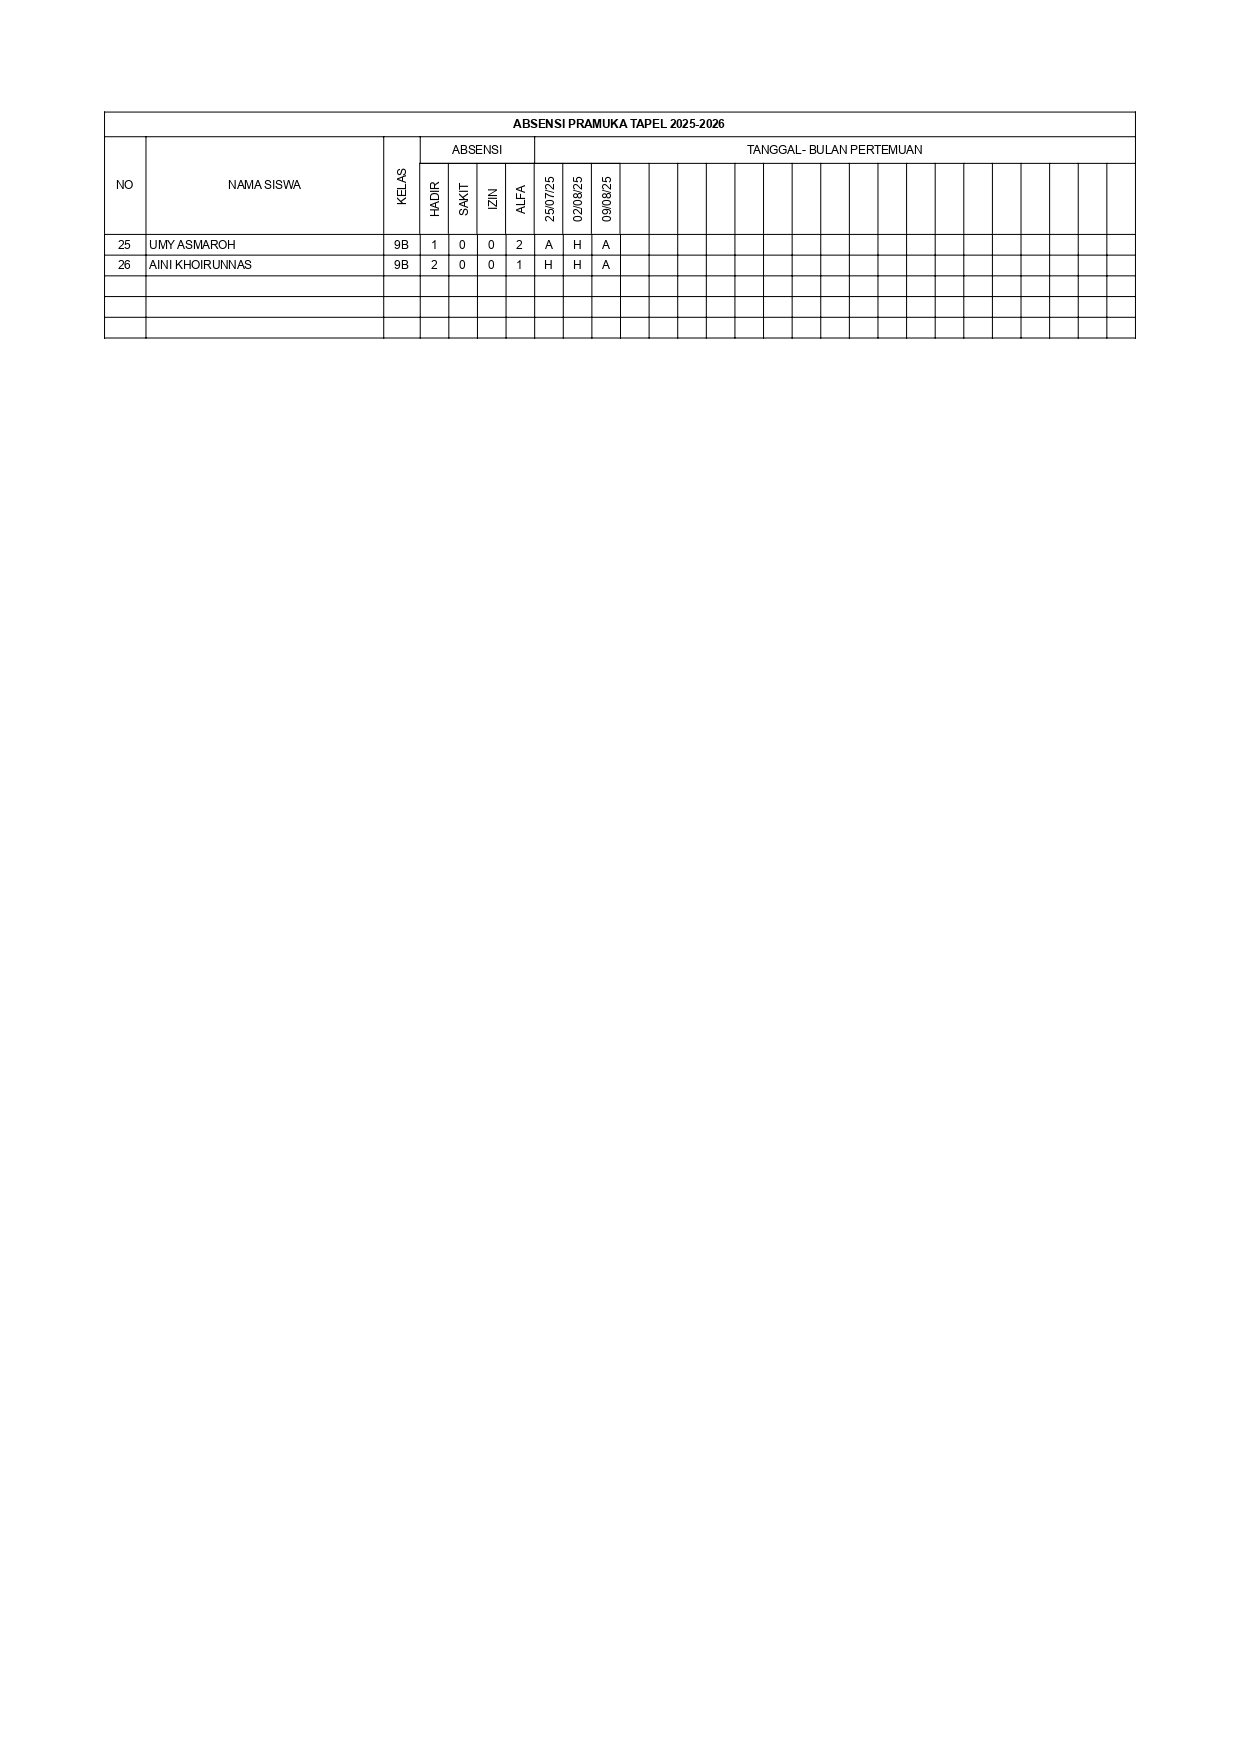 ABSENSI PRAMUKA TAPEL 2025-2026
NO NAMA SISWA KELAS ABSENSI TANGGAL- BULAN PERTEMUAN
HADIR SAKIT IZIN ALFA 25/07/25 02/08/25 09/08/25
25 UMY ASMAROH 9B 1 0 0 2 A H A
26 AINI KHOIRUNNAS 9B 2 0 0 1 H H A